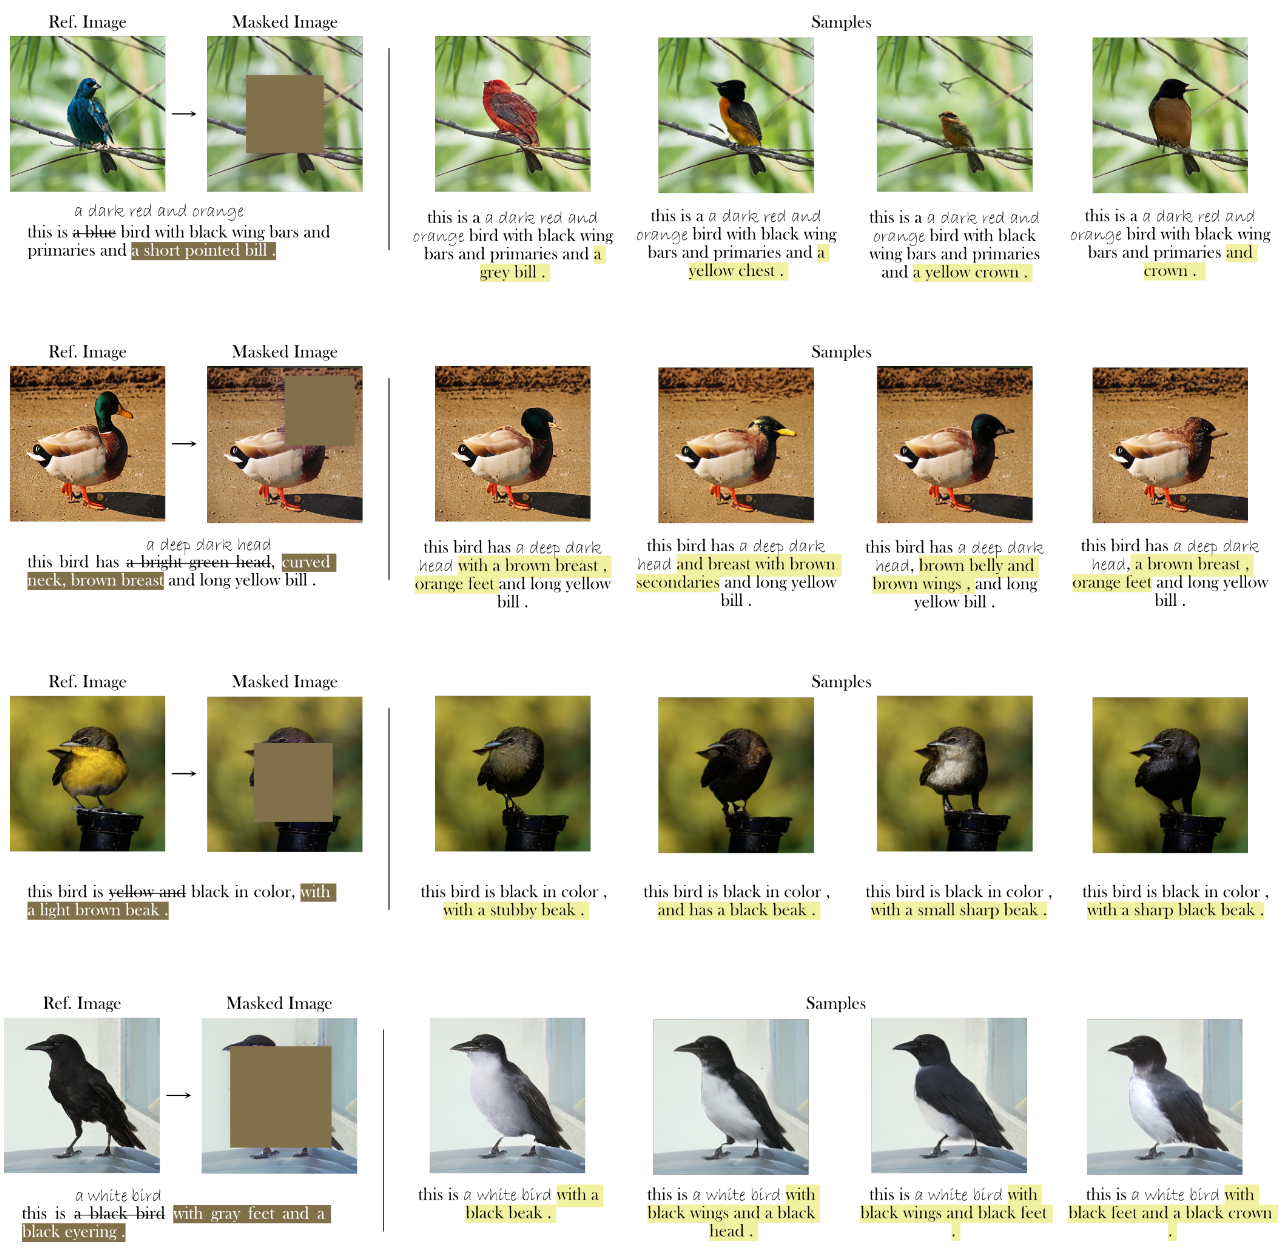 Ref. Image Masked Image Samples
a dark red and orange
this is a blue bird with black wing bars and
primaries and a short pointed bill .
this is a a dark red and
orange bird with black wing
bars and primaries and a
grey bill .
this is a a dark red and
orange bird with black wing
bars and primaries and a
yellow chest .
this is a a dark red and
orange bird with black
wing bars and primaries
and a yellow crown .
this is a a dark red and
orange bird with black wing
bars and primaries and
crown .
Ref. Image Masked Image Samples
a deep dark head
this bird has a bright green head, curved
neck, brown breast and long yellow bill .
this bird has a deep dark
head with a brown breast ,
orange feet and long yellow
bill .
this bird has a deep dark
head and breast with brown
secondaries and long yellow
bill .
this bird has a deep dark
head, brown belly and
brown wings , and long
yellow bill .
this bird has a deep dark
head, a brown breast ,
orange feet and long yellow
bill .
Ref. Image Masked Image Samples
this bird is yellow and black in color, with
a light brown beak .
this bird is black in color ,
with a stubby beak .
this bird is black in color ,
and has a black beak .
this bird is black in color ,
with a small sharp beak .
this bird is black in color ,
with a sharp black beak .
Ref. Image Masked Image Samples
a white bird
this is a black bird with gray feet and a
black eyering .
this is a white bird with a
black beak .
this is a white bird with
black wings and a black
head .
this is a white bird with
black wings and black feet
.
this is a white bird with
black feet and a black crown
.